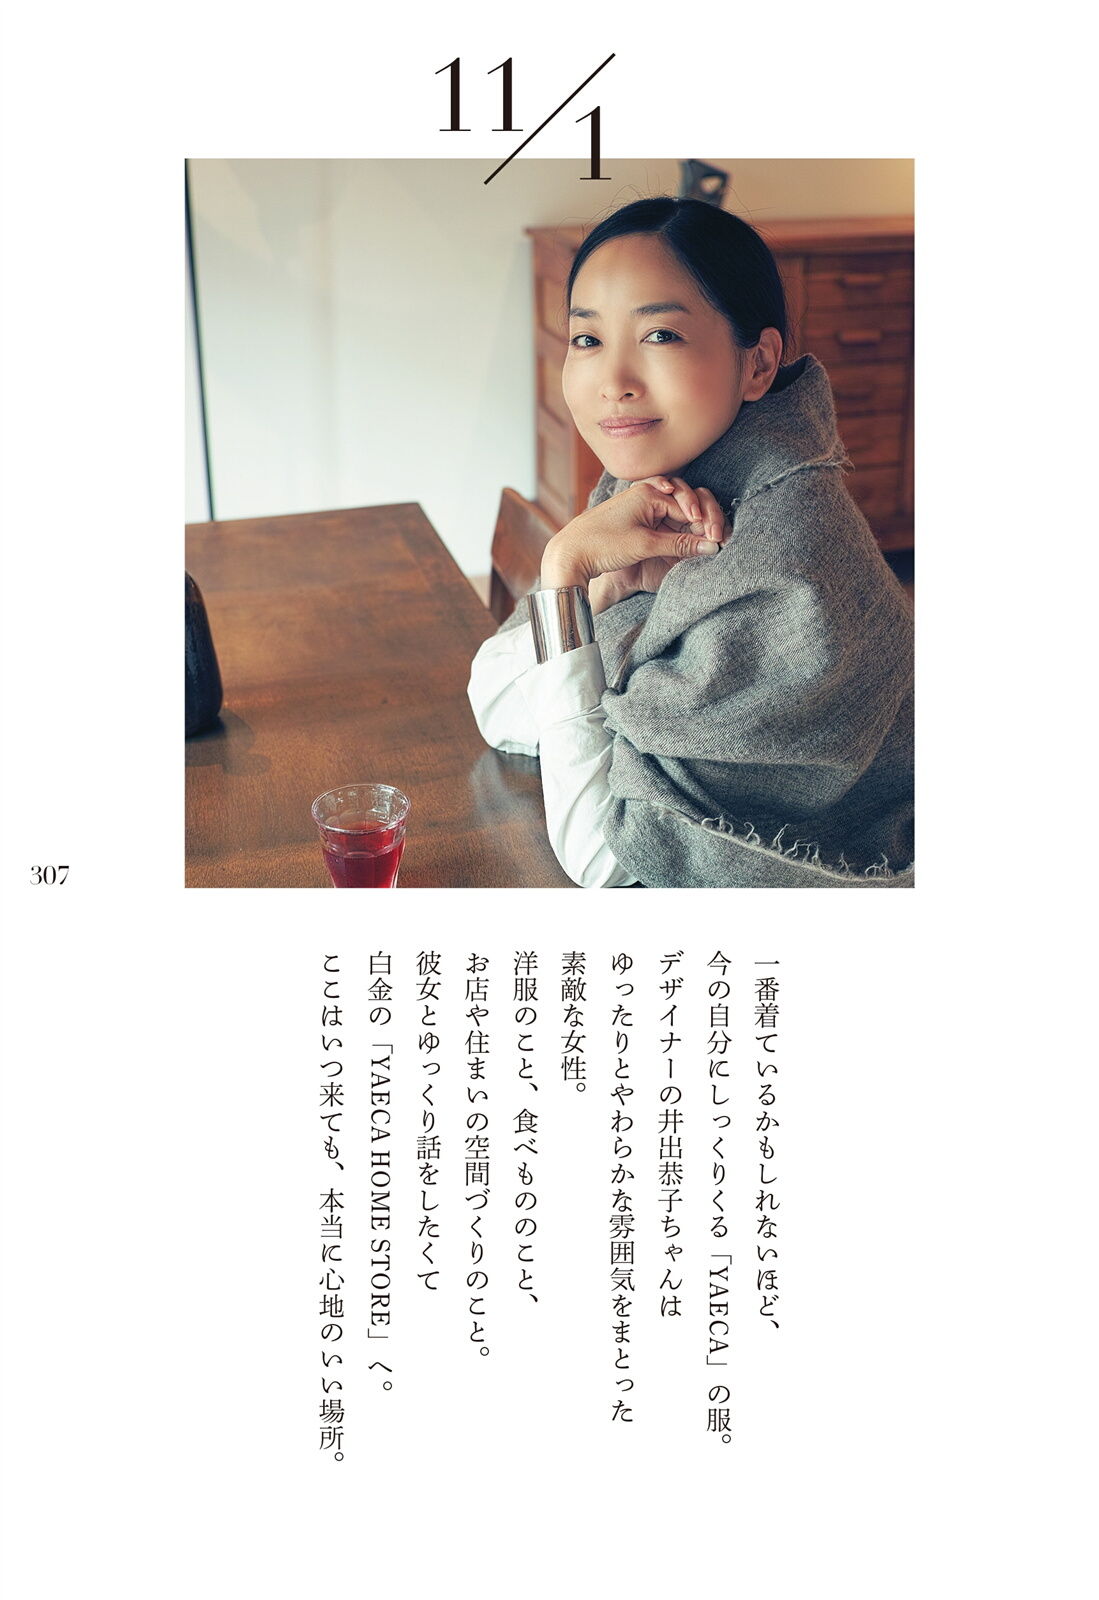 11/1
307
一番着ているかもしれないほど、
今の自分にしっくりくる「YAECA」の服。
デザイナーの井出恭子ちゃんは
ゆったりとやわらかな雰囲気をまとった
素敵な女性。
洋服のこと、食べもののこと、
お店や住まいの空間づくりのこと。
彼女とゆっくり話をしたくて
白金の「YAECA HOME STORE」へ。
ここはいつ来ても、本当に心地のいい場所。